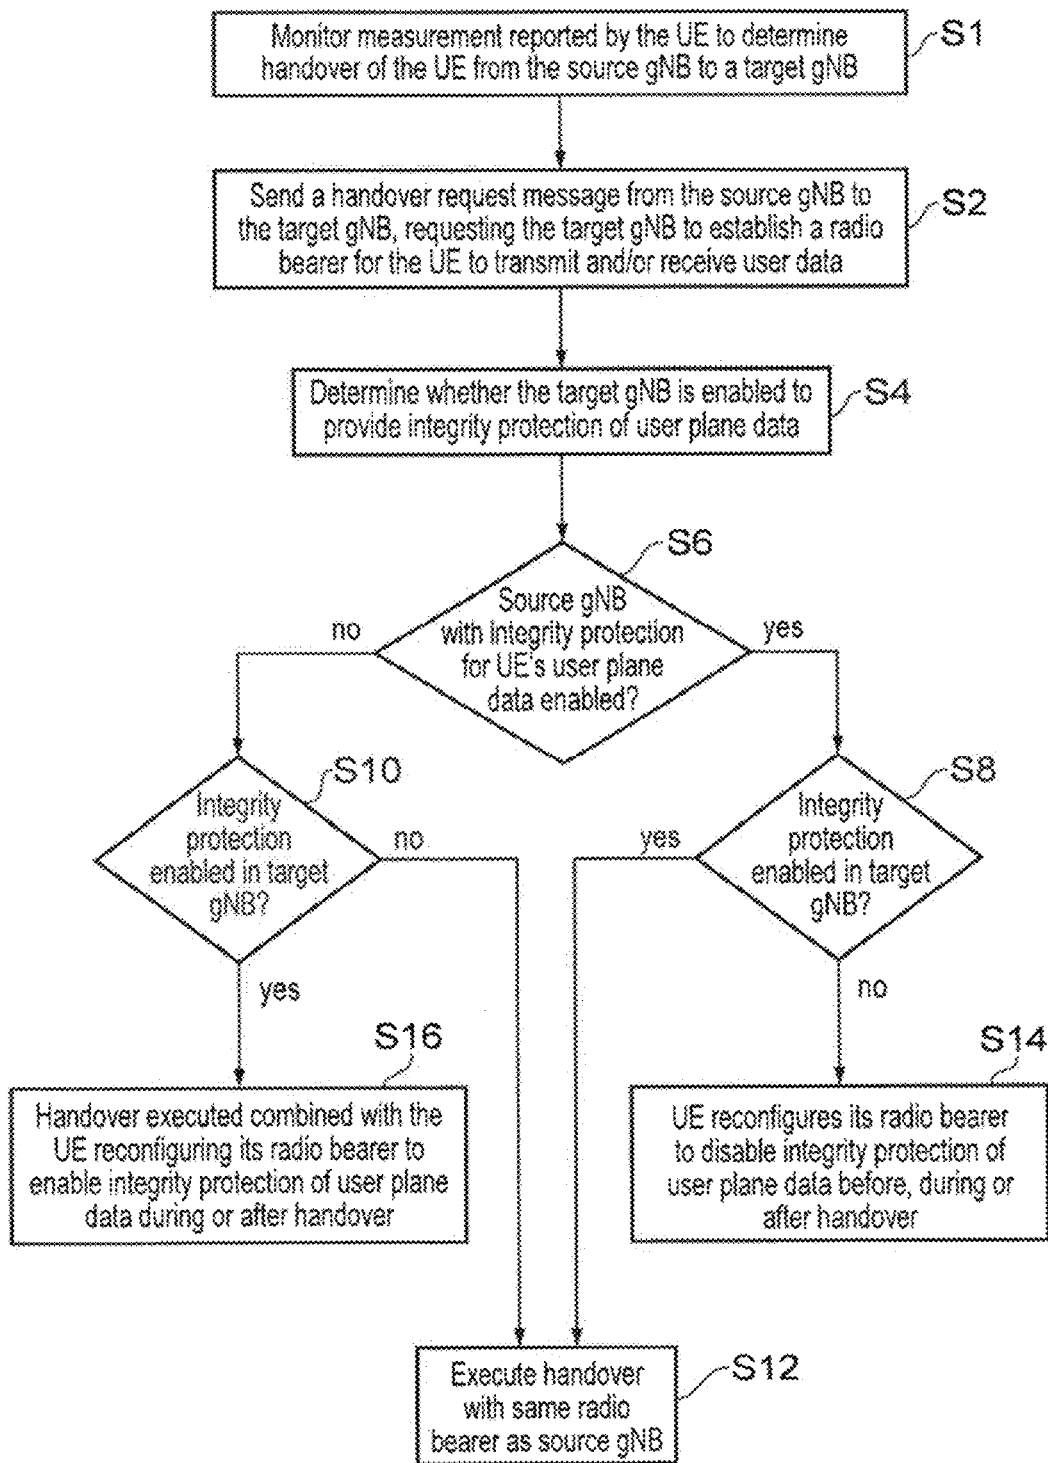 Monitor measurement reported by the UE to determine
handover of the UE from the source gNB to a target gNB
S1
Send a handover request message from the source gNB to
the target gNB, requesting the target gNB to establish a radio
bearer for the UE to transmit and/or receive user data
S2
Determine whether the target gNB is enabled to
provide integrity protection of user plane data
S4
S6
Source gNB
with Integrity protection
for UE's user plane
data enabled?
no
yes
S10
Integrity
protection
enabled in target
gNB?
no
yes
S8
Integrity
protection
enabled in target
gNB?
yes
no
S16
Handover executed combined with the
UE reconfiguring its radio bearer to
enable integrity protection of user plane
data during or after handover
S14
UE reconfigures its radio bearer
to disable integrity protection of
user plane data before, during or
after handover
S12
Execute handover
with same radio
bearer as source gNB